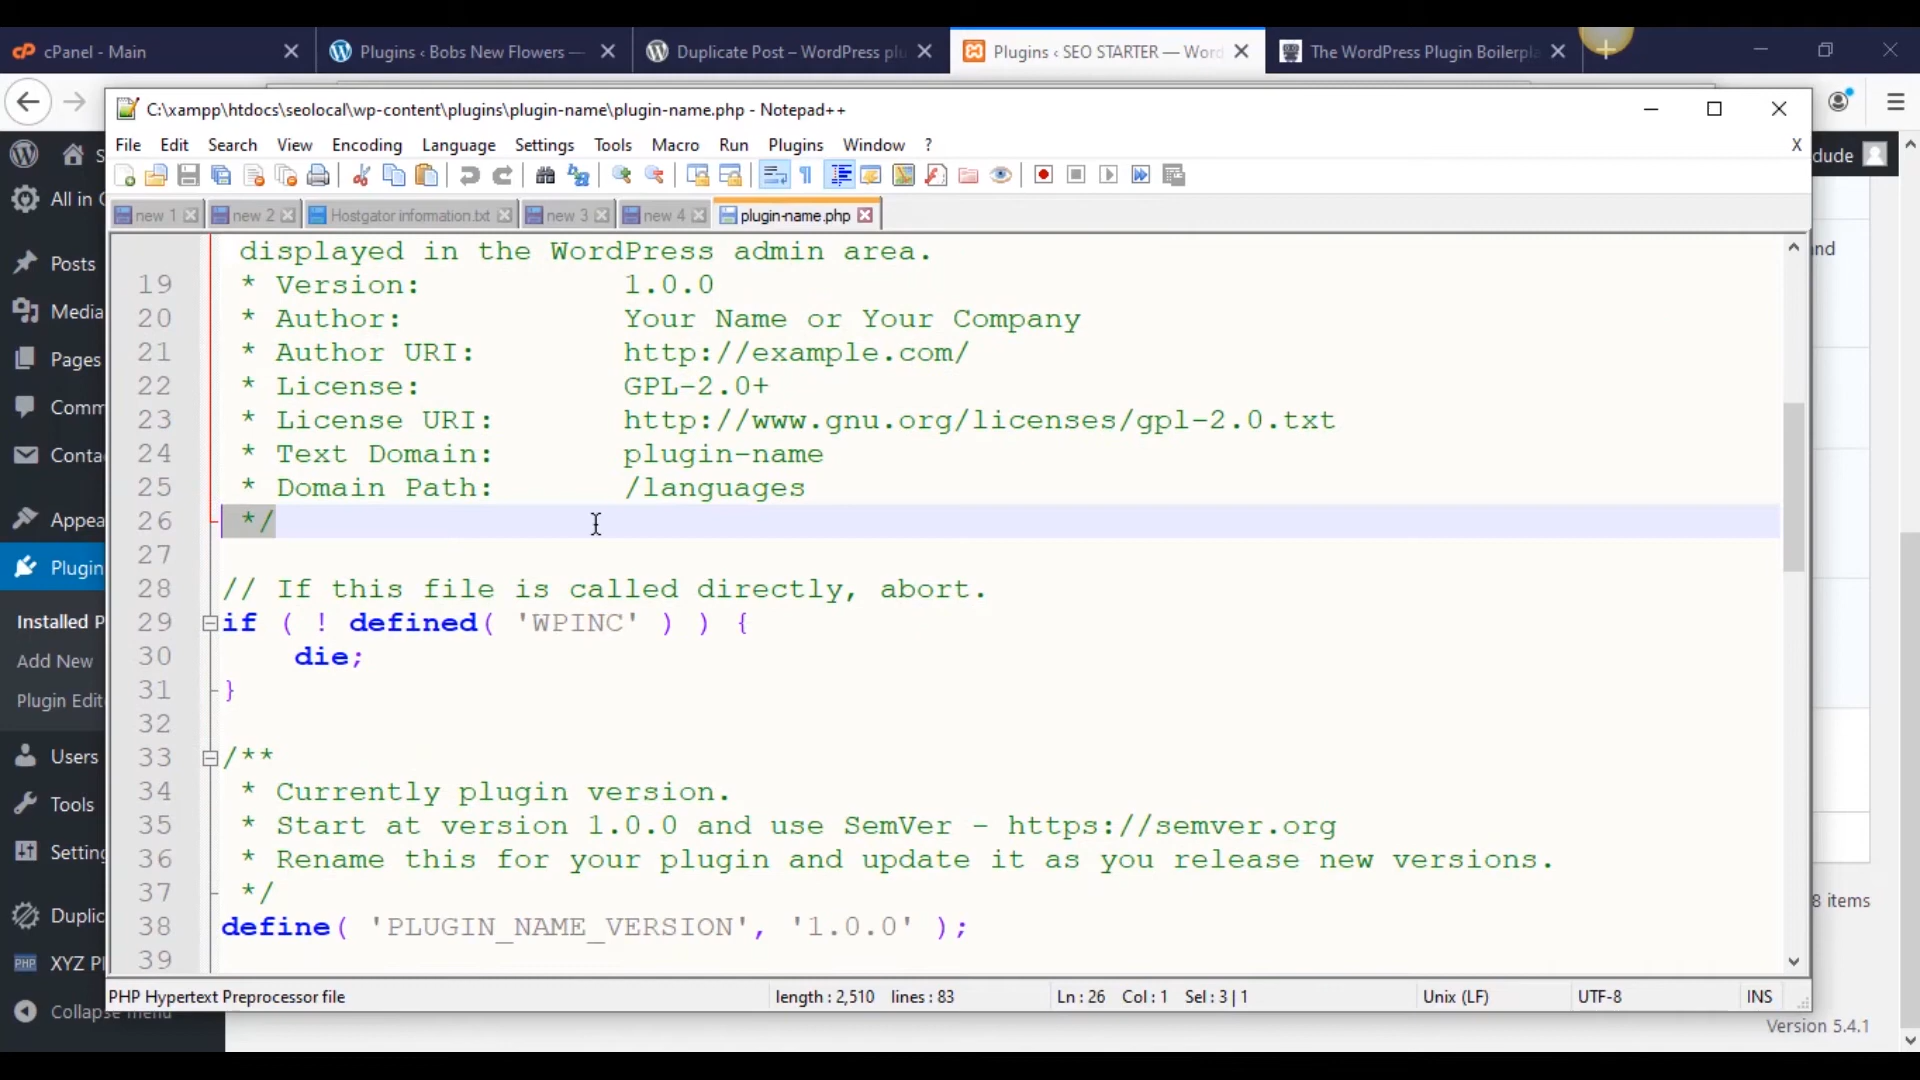 cPanel - Main
Plugins ‹ Bobs New Flowers —
Duplicate Post – WordPress plu
Plugins ‹ SEO STARTER — Word
The WordPress Plugin Boilerpla
C:\xampp\htdocs\seolocal\wp-content\plugins\plugin-name\plugin-name.php - Notepad++
File Edit Search View Encoding Language Settings Tools Macro Run Plugins Window ? X
new 1
new 2
Hostgator information.txt
new 3
new 4
plugin-name.php
displayed in the WordPress admin area.
19 * Version: 1.0.0
20 * Author: Your Name or Your Company
21 * Author URI: http://example.com/
22 * License: GPL-2.0+
23 * License URI: http://www.gnu.org/licenses/gpl-2.0.txt
24 * Text Domain: plugin-name
25 * Domain Path: /languages
26 */
27
28 // If this file is called directly, abort.
29 if ( ! defined( 'WPINC' ) ) {
30 die;
31 }
32
33 /**
34 * Currently plugin version.
35 * Start at version 1.0.0 and use SemVer - https://semver.org
36 * Rename this for your plugin and update it as you release new versions.
37 */
38 define( 'PLUGIN_NAME_VERSION', '1.0.0' );
39
PHP Hypertext Preprocessor file
length : 2,510 lines : 83
Ln : 26 Col : 1 Sel : 3 | 1
Unix (LF)
UTF-8
INS
S
All in O
Posts
Media
Pages
Comm
Conta
Appea
Plugin
Installed P
Add New
Plugin Edit
Users
Tools
Setting
Duplic
PHP XYZ P
Collapse menu
dude
nd
8 items
Version 5.4.1